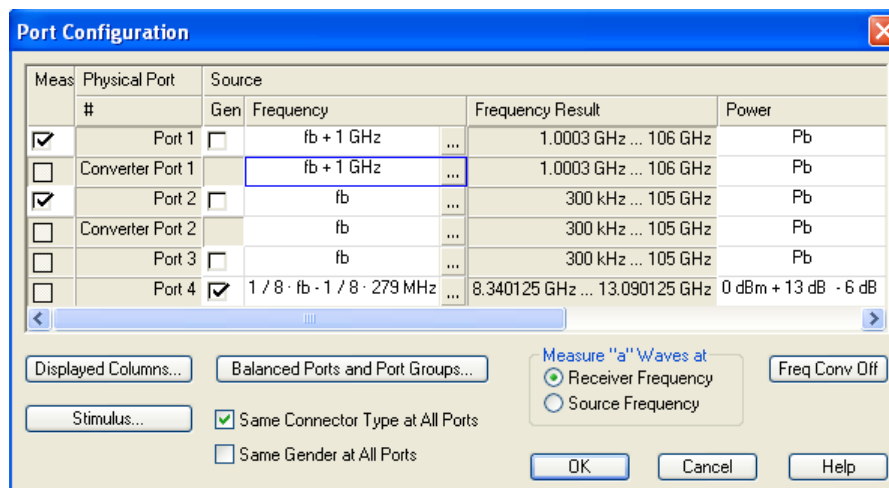 Port Configuration
Meas Physical Port Source
# Gen Frequency Frequency Result Power
Port 1 fb + 1 GHz ... 1.0003 GHz ... 106 GHz Pb
Converter Port 1 fb + 1 GHz ... 1.0003 GHz ... 106 GHz
Port 2 fb ... 300 kHz ... 105 GHz Pb
Converter Port 2 fb ... 300 kHz ... 105 GHz
Port 3 fb ... 300 kHz ... 105 GHz Pb
Port 4 1 / 8 · fb - 1 / 8 · 279 MHz ... 8.340125 GHz ... 13.090125 GHz 0 dBm + 13 dB - 6 dB
Displayed Columns... Balanced Ports and Port Groups... Measure "a" Waves at Freq Conv Off
Receiver Frequency
Stimulus... Same Connector Type at All Ports Source Frequency
Same Gender at All Ports
OK Cancel Help